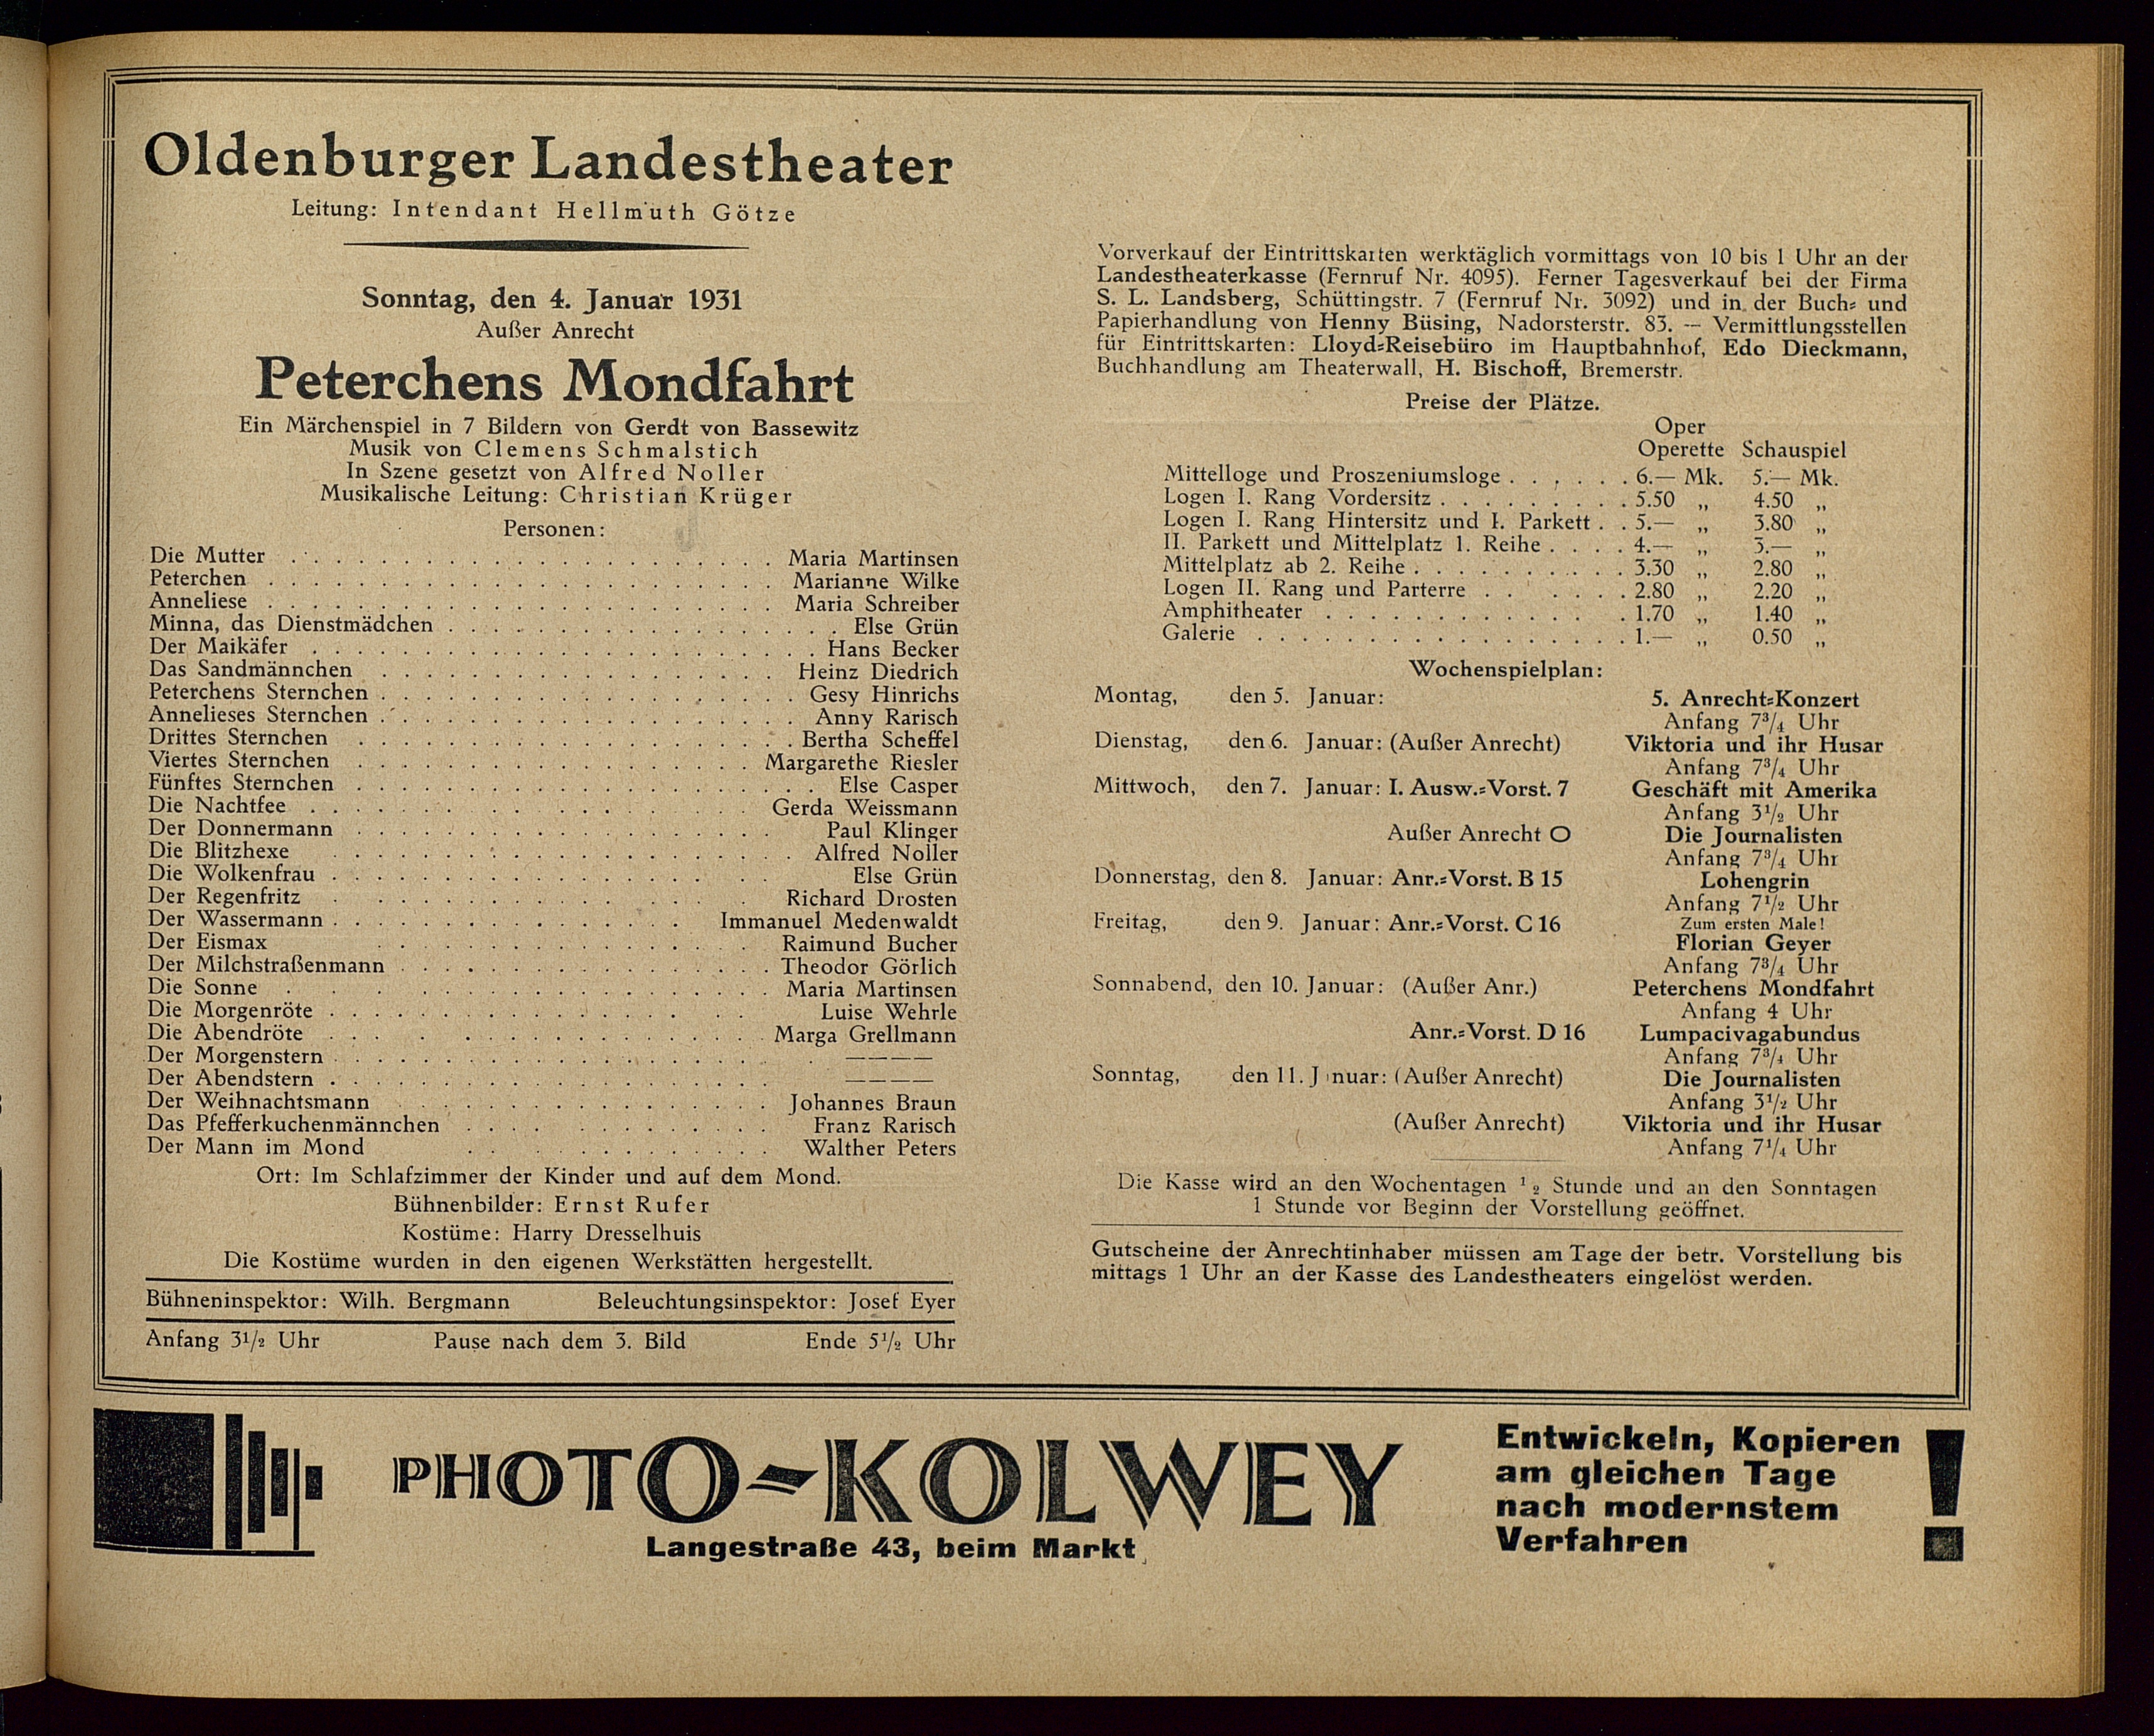 Oldenburger Landestheater
Leitung: Intendant Hellmuth Götze
Sonntag, den 4. Januar 1931
Außer Anrecht
Peterchens Mondfahrt
Ein Märchenspiel in 7 Bildern von Gerdt von Bassewitz
Musik von Clemens Schmalstich
In Szene gesetzt von Alfred Noller
Musikalische Leitung: Christian Krüger
Personen:
Die Mutter . . . . . Maria Martinsen
Peterchen . . . . . Marianne Wilke
Anneliese . . . . . Maria Schreiber
Minna, das Dienstmädchen . . . . . Else Grün
Der Maikäfer . . . . . Hans Becker
Das Sandmännchen . . . . . Heinz Diedrich
Peterchens Sternchen . . . . . Gesy Hinrichs
Annelieses Sternchen . . . . . Anny Rarisch
Drittes Sternchen . . . . . Bertha Scheffel
Viertes Sternchen . . . . . Margarethe Riesler
Fünftes Sternchen . . . . . Else Casper
Die Nachtfee . . . . . Gerda Weissmann
Der Donnermann . . . . . Paul Klinger
Die Blitzhexe . . . . . Alfred Noller
Die Wolkenfrau . . . . . Else Grün
Der Regenfritz . . . . . Richard Drosten
Der Wassermann . . . . . Immanuel Medenwaldt
Der Eismax . . . . . Raimund Bucher
Der Milchstraßenmann . . . . . Theodor Görlich
Die Sonne . . . . . Maria Martinsen
Die Morgenröte . . . . . Luise Wehrle
Die Abendröte . . . . . Marga Grellmann
Der Morgenstern . . . . . ————
Der Abendstern . . . . . ————
Der Weihnachtsmann . . . . . Johannes Braun
Das Pfefferkuchenmännchen . . . . . Franz Rarisch
Der Mann im Mond . . . . . Walther Peters
Ort: Im Schlafzimmer der Kinder und auf dem Mond.
Bühnenbilder: Ernst Rufer
Kostüme: Harry Dresselhuis
Die Kostüme wurden in den eigenen Werkstätten hergestellt.
Bühneninspektor: Wilh. Bergmann Beleuchtungsinspektor: Josef Eyer
Anfang 3½ Uhr Pause nach dem 3. Bild Ende 5½ Uhr
Vorverkauf der Eintrittskarten werktäglich vormittags von 10 bis 1 Uhr an der
Landestheaterkasse (Fernruf Nr. 4095). Ferner Tagesverkauf bei der Firma
S. L. Landsberg, Schüttingstr. 7 (Fernruf Nr. 3092) und in der Buch= und
Papierhandlung von Henny Büsing, Nadorsterstr. 83. — Vermittlungsstellen
für Eintrittskarten: Lloyd=Reisebüro im Hauptbahnhof, Edo Dieckmann,
Buchhandlung am Theaterwall, H. Bischoff, Bremerstr.
Preise der Plätze.
Oper
Operette Schauspiel
Mittelloge und Proszeniumsloge . . . . . 6.— Mk. 5.— Mk.
Logen I. Rang Vordersitz . . . . . 5.50 „ 4.50 „
Logen I. Rang Hintersitz und I. Parkett . . 5.— „ 3.80 „
II. Parkett und Mittelplatz 1. Reihe . . . . 4.— „ 3.— „
Mittelplatz ab 2. Reihe . . . . . 3.30 „ 2.80 „
Logen II. Rang und Parterre . . . . . 2.80 „ 2.20 „
Amphitheater . . . . . 1.70 „ 1.40 „
Galerie . . . . . 1.— „ 0.50 „
Wochenspielplan:
Montag, den 5. Januar: 5. Anrecht=Konzert
Anfang 7¾ Uhr
Dienstag, den 6. Januar: (Außer Anrecht) Viktoria und ihr Husar
Anfang 7¾ Uhr
Mittwoch, den 7. Januar: I. Ausw.=Vorst. 7 Geschäft mit Amerika
Anfang 3½ Uhr
Außer Anrecht O Die Journalisten
Anfang 7¾ Uhr
Donnerstag, den 8. Januar: Anr.=Vorst. B 15 Lohengrin
Anfang 7½ Uhr
Freitag, den 9. Januar: Anr.=Vorst. C 16 Zum ersten Male!
Florian Geyer
Anfang 7¾ Uhr
Sonnabend, den 10. Januar: (Außer Anr.) Peterchens Mondfahrt
Anfang 4 Uhr
Anr.=Vorst. D 16 Lumpacivagabundus
Anfang 7¾ Uhr
Sonntag, den 11. J nuar: (Außer Anrecht) Die Journalisten
Anfang 3½ Uhr
(Außer Anrecht) Viktoria und ihr Husar
Anfang 7¼ Uhr
Die Kasse wird an den Wochentagen ½ Stunde und an den Sonntagen
1 Stunde vor Beginn der Vorstellung geöffnet.
Gutscheine der Anrechtinhaber müssen am Tage der betr. Vorstellung bis
mittags 1 Uhr an der Kasse des Landestheaters eingelöst werden.
PHOTO=KOLWEY
Langestraße 43, beim Markt
Entwickeln, Kopieren
am gleichen Tage
nach modernstem
Verfahren
!